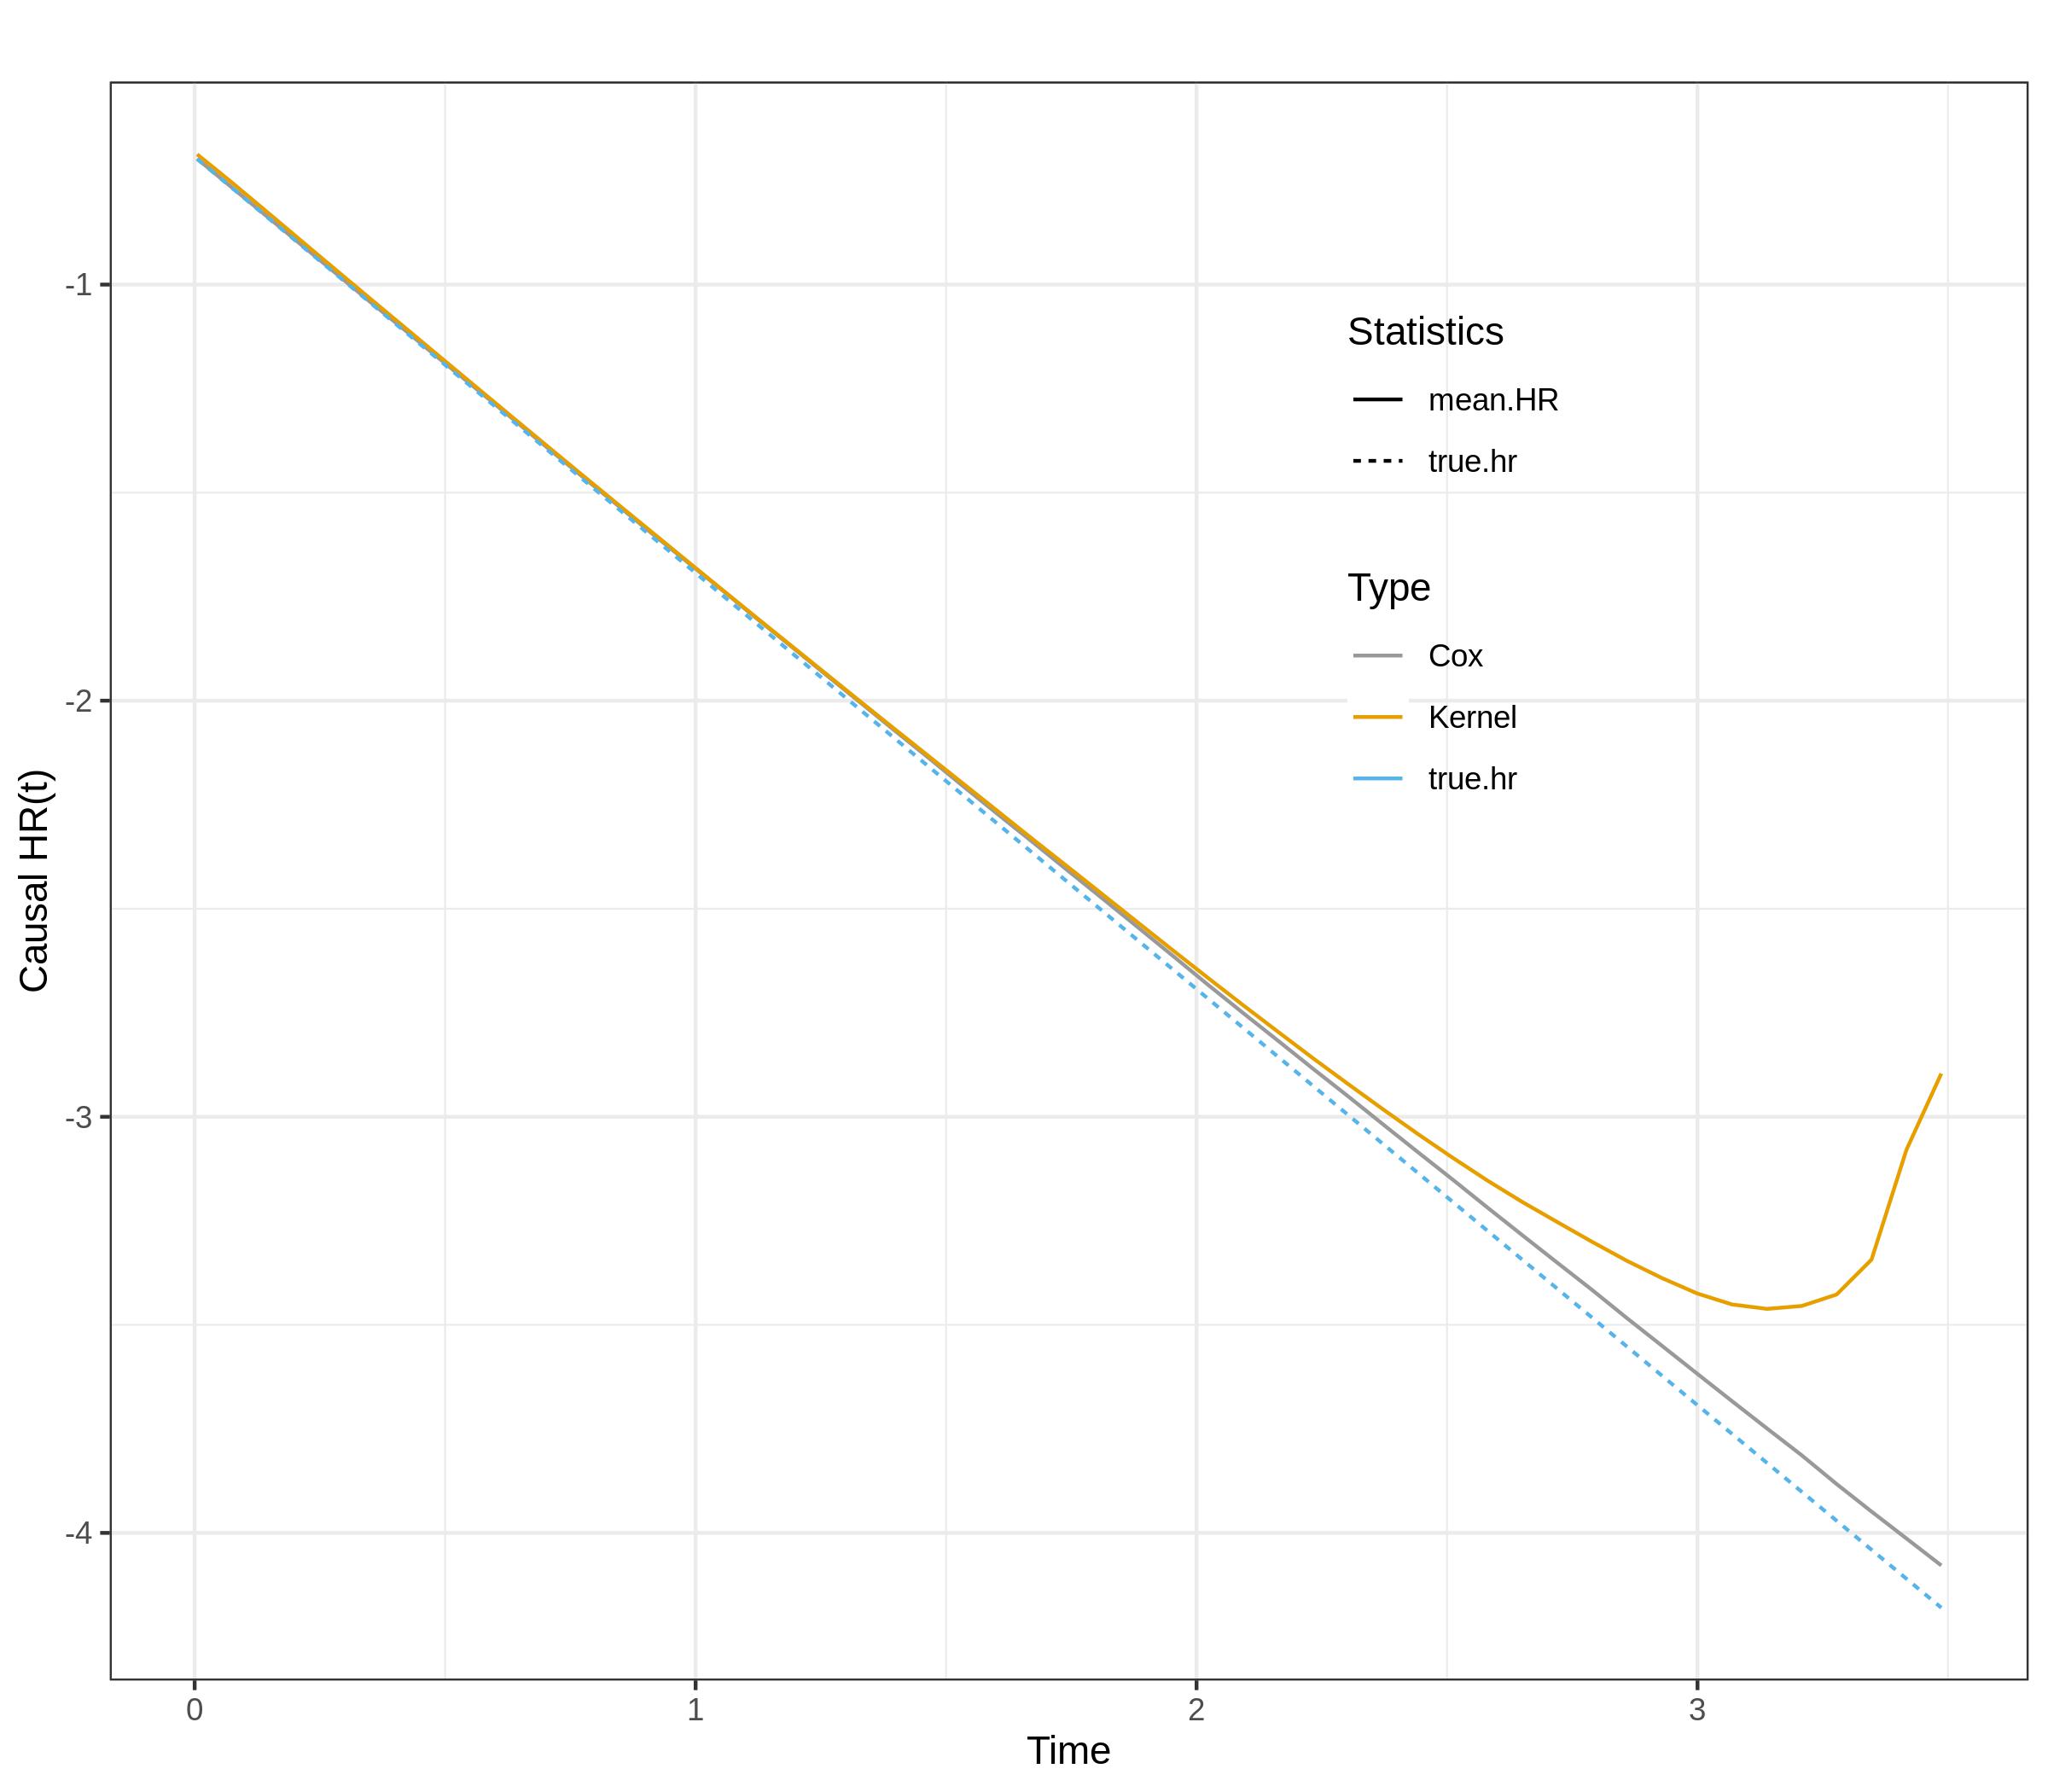 Causal HR(t)
-1
-2
-3
-4
Statistics
mean.HR
true.hr
Type
Cox
Kernel
true.hr
0 1 2 3
Time